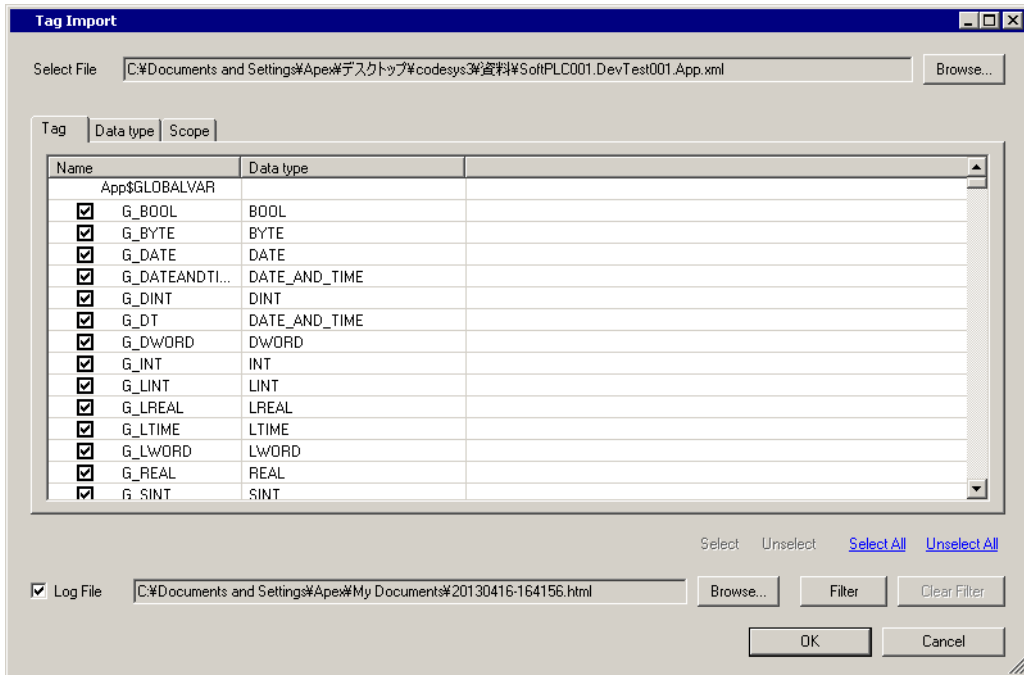 Tag Import
Select File C:¥Documents and Settings¥Apex¥デスクトップ¥codesys3¥資料¥SoftPLC001.DevTest001.App.xml Browse...
Tag Data type Scope
Name Data type
App$GLOBALVAR
G_BOOL BOOL
G_BYTE BYTE
G_DATE DATE
G_DATEANDTI... DATE_AND_TIME
G_DINT DINT
G_DT DATE_AND_TIME
G_DWORD DWORD
G_INT INT
G_LINT LINT
G_LREAL LREAL
G_LTIME LTIME
G_LWORD LWORD
G_REAL REAL
G_SINT SINT
Select Unselect Select All Unselect All
Log File C:¥Documents and Settings¥Apex¥My Documents¥20130416-164156.html Browse... Filter Clear Filter
OK Cancel